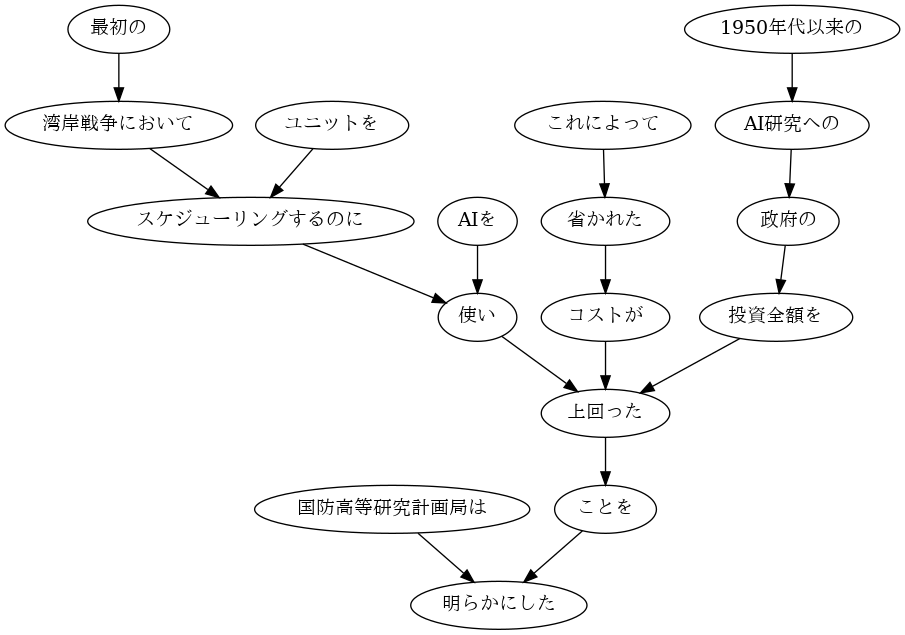 最初の
1950年代以来の
湾岸戦争において
ユニットを
これによって
AI研究への
スケジューリングするのに
AIを
省かれた
政府の
使い
コストが
投資全額を
上回った
国防高等研究計画局は
ことを
明らかにした